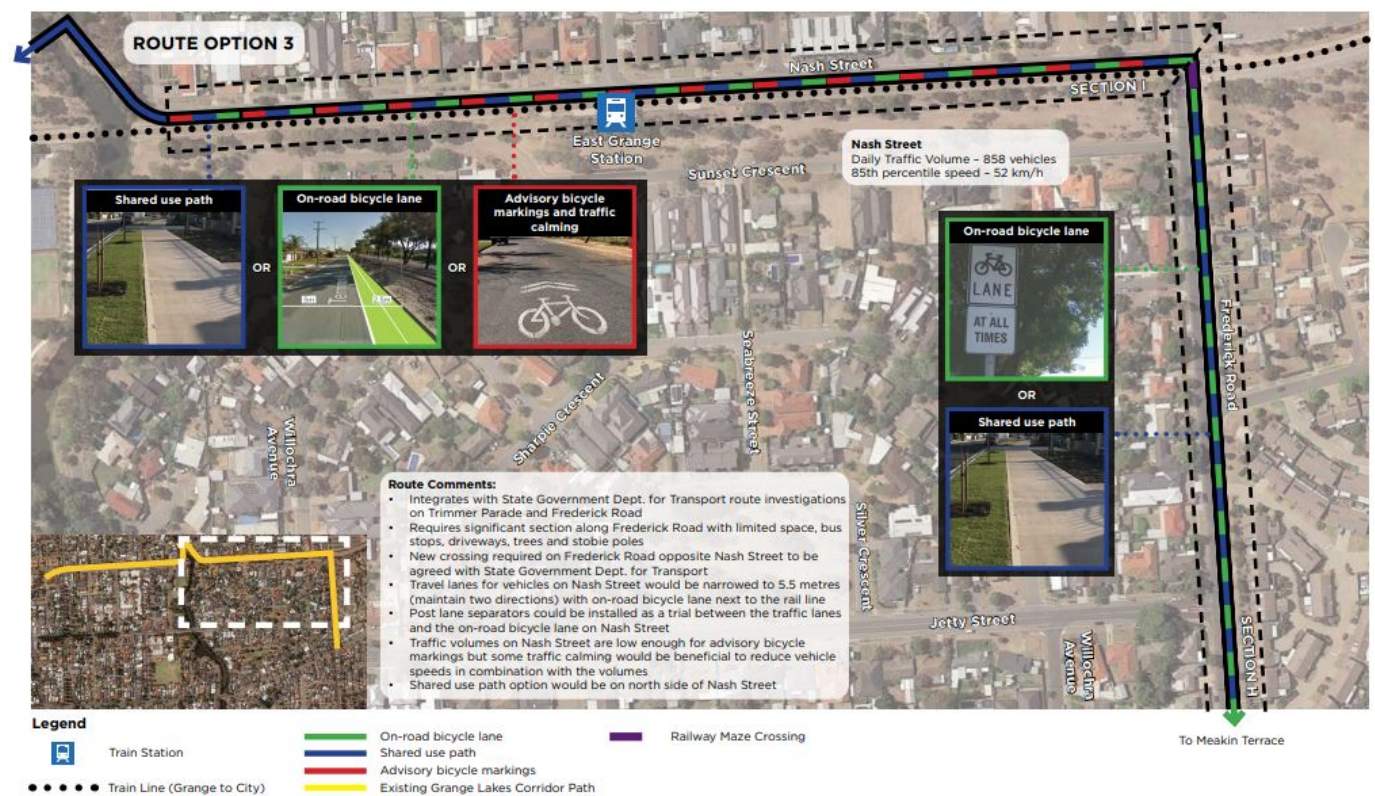 ROUTE OPTION 3
Nash Street
SECTION I
East Grange
Station
Sunset Crescent
Nash Street
Daily Traffic Volume – 858 vehicles
85th percentile speed – 52 km/h
Shared use path
OR
On-road bicycle lane
OR
Advisory bicycle
markings and traffic
calming
On-road bicycle lane
LANE
AT ALL
TIMES
OR
Shared use path
Frederick Road
Seabreeze Street
Sharpie Crescent
Willochra
Avenue
Silver Crescent
Jetty Street
Willochra
Avenue
SECTION H
Route Comments:
• Integrates with State Government Dept. for Transport route investigations
on Trimmer Parade and Frederick Road
• Requires significant section along Frederick Road with limited space, bus
stops, driveways, trees and stobie poles
• New crossing required on Frederick Road opposite Nash Street to be
agreed with State Government Dept. for Transport
• Travel lanes for vehicles on Nash Street would be narrowed to 5.5 metres
(maintain two directions) with on-road bicycle lane next to the rail line
• Post lane separators could be installed as a trial between the traffic lanes
and the on-road bicycle lane on Nash Street
• Traffic volumes on Nash Street are low enough for advisory bicycle
markings but some traffic calming would be beneficial to reduce vehicle
speeds in combination with the volumes
• Shared use path option would be on north side of Nash Street
To Meakin Terrace
Legend
Train Station
Train Line (Grange to City)
On-road bicycle lane
Shared use path
Advisory bicycle markings
Existing Grange Lakes Corridor Path
Railway Maze Crossing